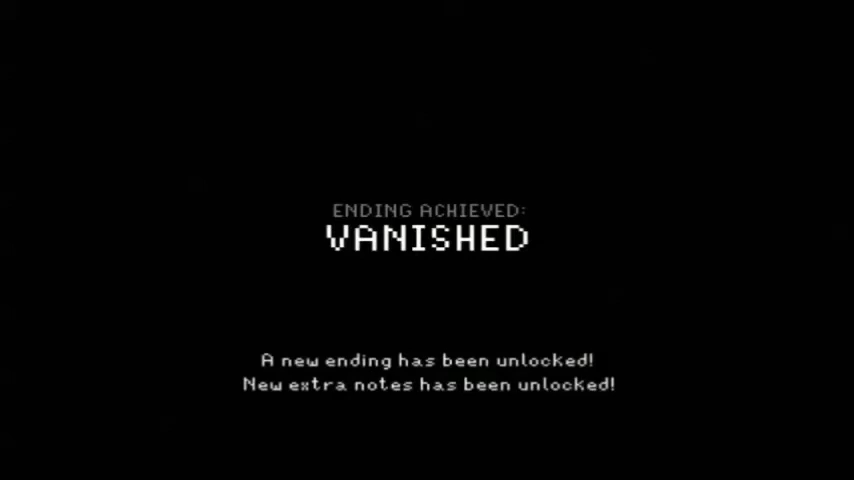 ENDING ACHIEVED:
VANISHED
A new ending has been unlocked!
New extra notes has been unlocked!